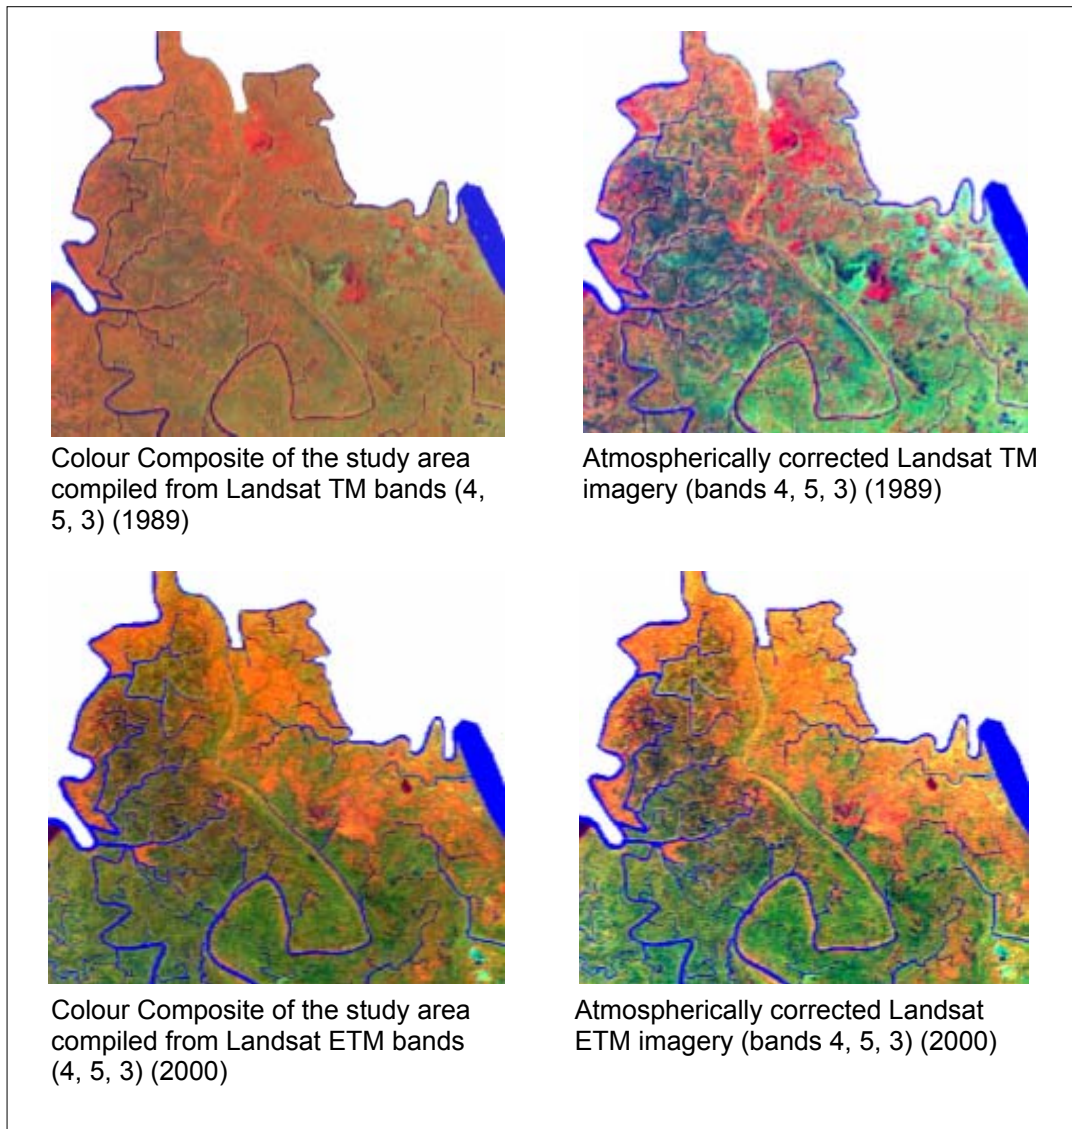 Colour Composite of the study area
compiled from Landsat TM bands (4,
5, 3) (1989)
Atmospherically corrected Landsat TM
imagery (bands 4, 5, 3) (1989)
Colour Composite of the study area
compiled from Landsat ETM bands
(4, 5, 3) (2000)
Atmospherically corrected Landsat
ETM imagery (bands 4, 5, 3) (2000)